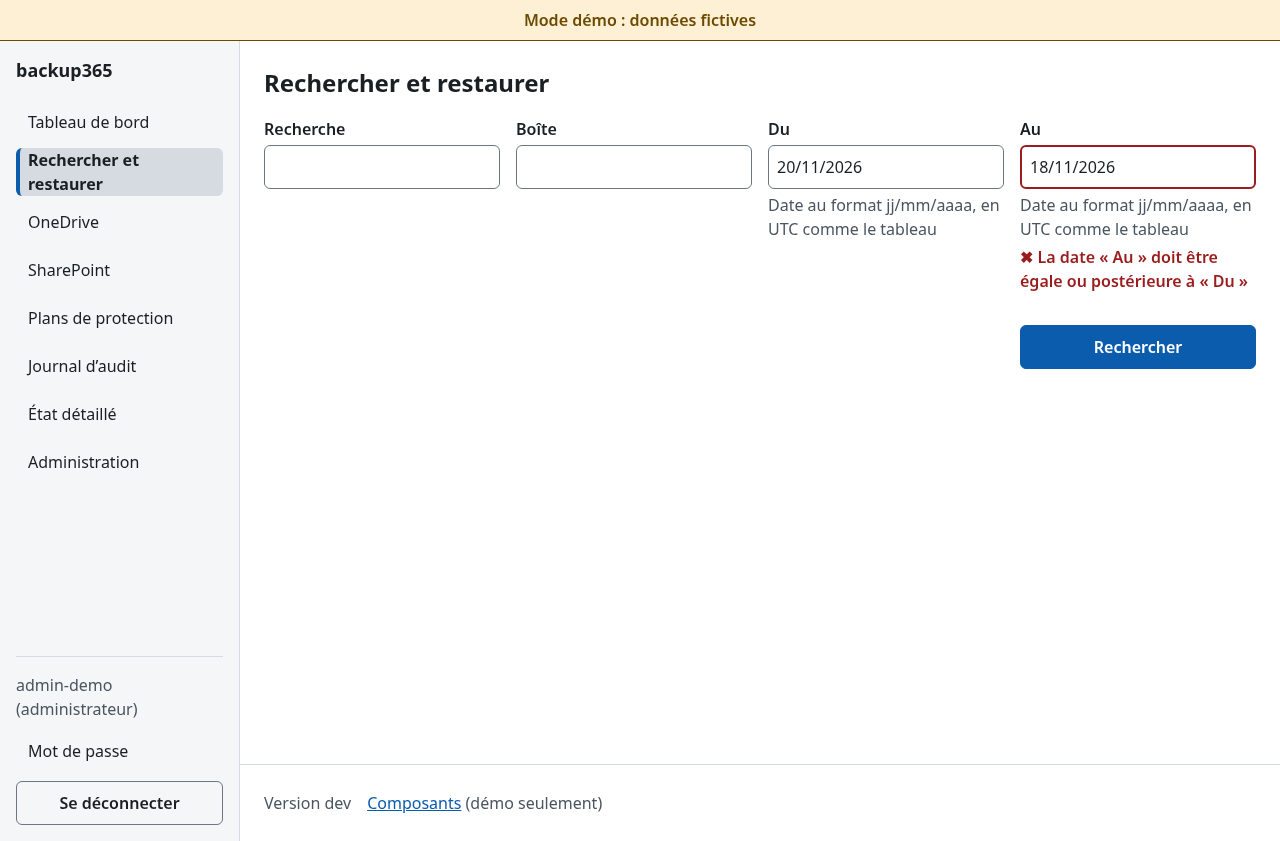 Mode démo : données fictives
backup365
Tableau de bord
Rechercher et
restaurer
OneDrive
SharePoint
Plans de protection
Journal d’audit
État détaillé
Administration
admin-demo
(administrateur)
Mot de passe
Se déconnecter
Rechercher et restaurer
Recherche
Boîte
Du
20/11/2026
Date au format jj/mm/aaaa, en
UTC comme le tableau
Au
18/11/2026
Date au format jj/mm/aaaa, en
UTC comme le tableau
✖ La date « Au » doit être
égale ou postérieure à « Du »
Rechercher
Version dev Composants (démo seulement)